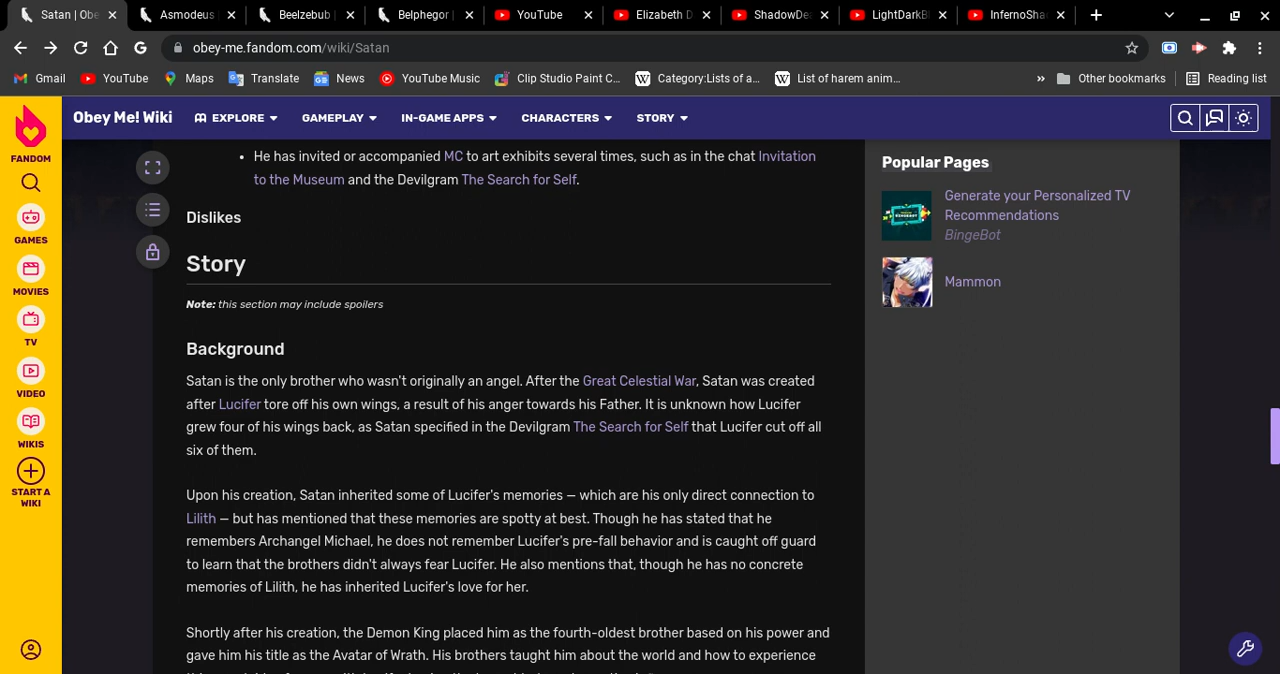 Satan | Obe
Asmodeus
Beelzebub |
Belphegor |
YouTube
Elizabeth D
ShadowDea
LightDarkBl
InfernoSha
obey-me.fandom.com/wiki/Satan
Gmail
YouTube
Maps
Translate
News
YouTube Music
Clip Studio Paint C...
Category:Lists of a...
List of harem anim...
»
Other bookmarks
Reading list
Obey Me! Wiki
EXPLORE
GAMEPLAY
IN-GAME APPS
CHARACTERS
STORY
FANDOM
GAMES
MOVIES
TV
VIDEO
WIKIS
START A
WIKI
• He has invited or accompanied MC to art exhibits several times, such as in the chat Invitation
to the Museum and the Devilgram The Search for Self.
Dislikes
Story
Note: this section may include spoilers
Background
Satan is the only brother who wasn't originally an angel. After the Great Celestial War, Satan was created
after Lucifer tore off his own wings, a result of his anger towards his Father. It is unknown how Lucifer
grew four of his wings back, as Satan specified in the Devilgram The Search for Self that Lucifer cut off all
six of them.
Upon his creation, Satan inherited some of Lucifer's memories — which are his only direct connection to
Lilith — but has mentioned that these memories are spotty at best. Though he has stated that he
remembers Archangel Michael, he does not remember Lucifer's pre-fall behavior and is caught off guard
to learn that the brothers didn't always fear Lucifer. He also mentions that, though he has no concrete
memories of Lilith, he has inherited Lucifer's love for her.
Shortly after his creation, the Demon King placed him as the fourth-oldest brother based on his power and
gave him his title as the Avatar of Wrath. His brothers taught him about the world and how to experience
Popular Pages
Generate your Personalized TV
Recommendations
BingeBot
Mammon